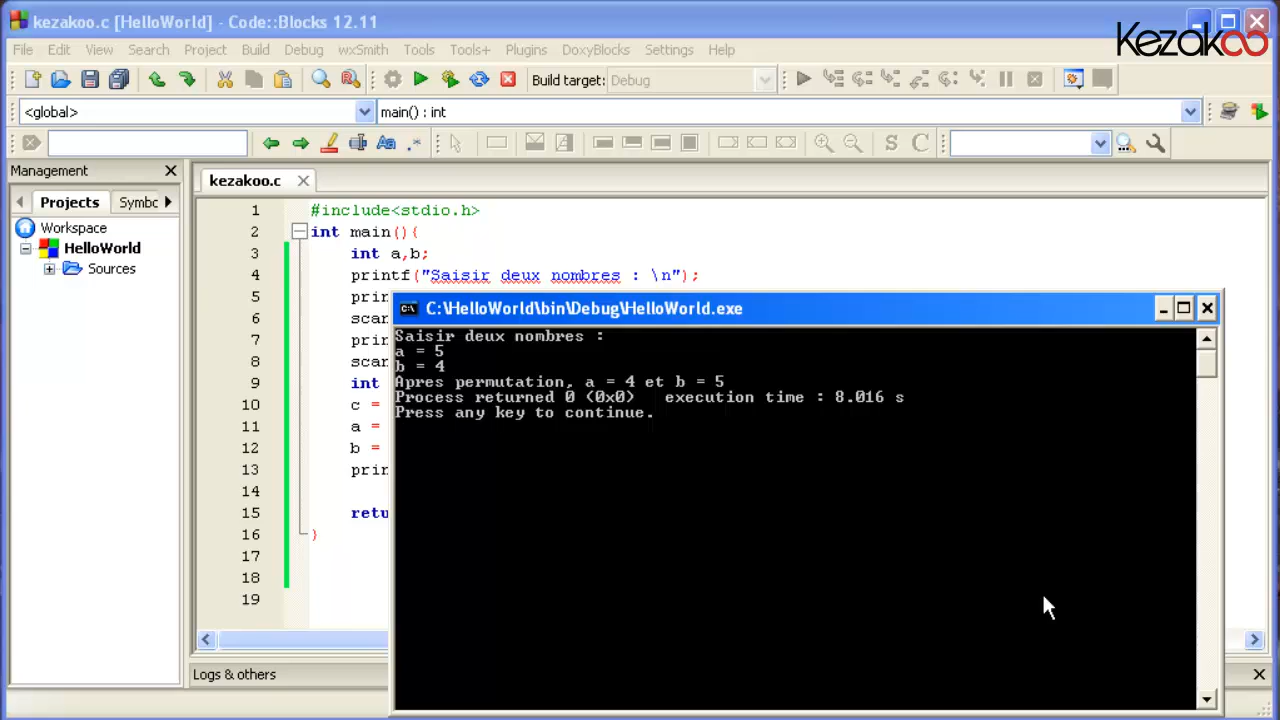 kezakoo.c [HelloWorld] - Code::Blocks 12.11
Kezakoo
File Edit View Search Project Build Debug wxSmith Tools Tools+ Plugins DoxyBlocks Settings Help
Build target: Debug
<global> main() : int
Management
Projects Symbc
Workspace
HelloWorld
Sources
kezakoo.c
1 #include<stdio.h>
2 int main(){
3 int a,b;
4 printf("Saisir deux nombres : \n");
5 prin
6 scan
7 prin
8 scan
9 int
10 c =
11 a =
12 b =
13 prin
14
15 retu
16 }
17
18
19
C:\HelloWorld\bin\Debug\HelloWorld.exe
Saisir deux nombres :
a = 5
b = 4
Apres permutation, a = 4 et b = 5
Process returned 0 (0x0) execution time : 8.016 s
Press any key to continue.
Logs & others